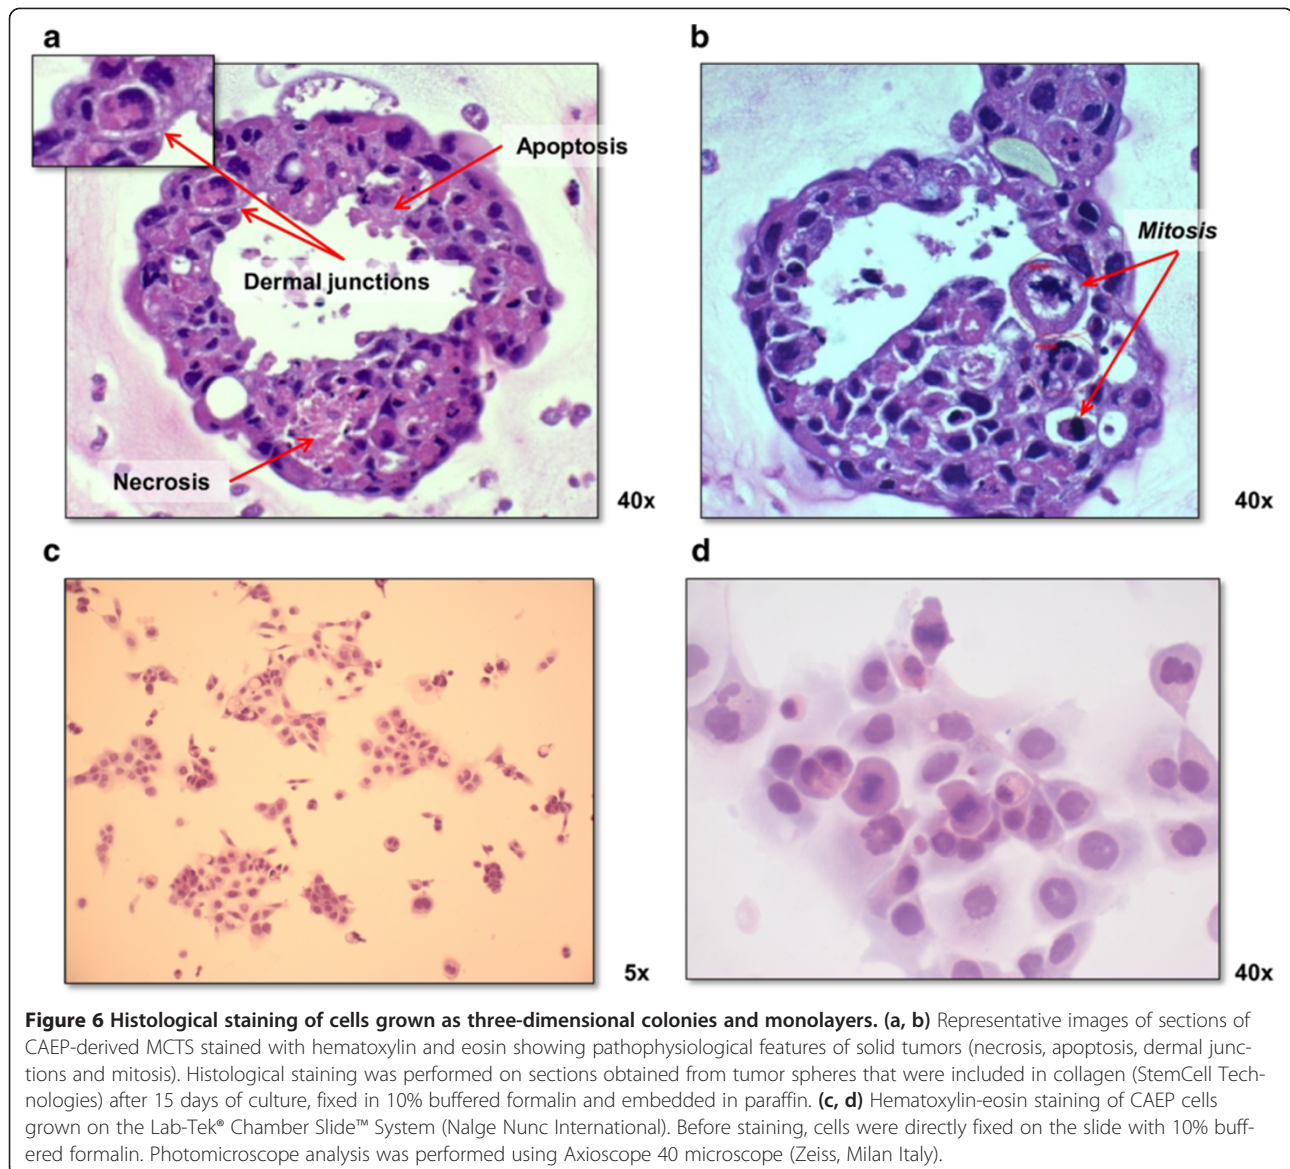 a
b
Apoptosis
Mitosis
Dermal junctions
Necrosis
40x
40x
c
d
5x
40x
Figure 6 Histological staining of cells grown as three-dimensional colonies and monolayers. (a, b) Representative images of sections of
CAEP-derived MCTS stained with hematoxylin and eosin showing pathophysiological features of solid tumors (necrosis, apoptosis, dermal junc-
tions and mitosis). Histological staining was performed on sections obtained from tumor spheres that were included in collagen (StemCell Tech-
nologies) after 15 days of culture, fixed in 10% buffered formalin and embedded in paraffin. (c, d) Hematoxylin-eosin staining of CAEP cells
grown on the Lab-Tek® Chamber Slide™ System (Nalge Nunc International). Before staining, cells were directly fixed on the slide with 10% buff-
ered formalin. Photomicroscope analysis was performed using Axioscope 40 microscope (Zeiss, Milan Italy).